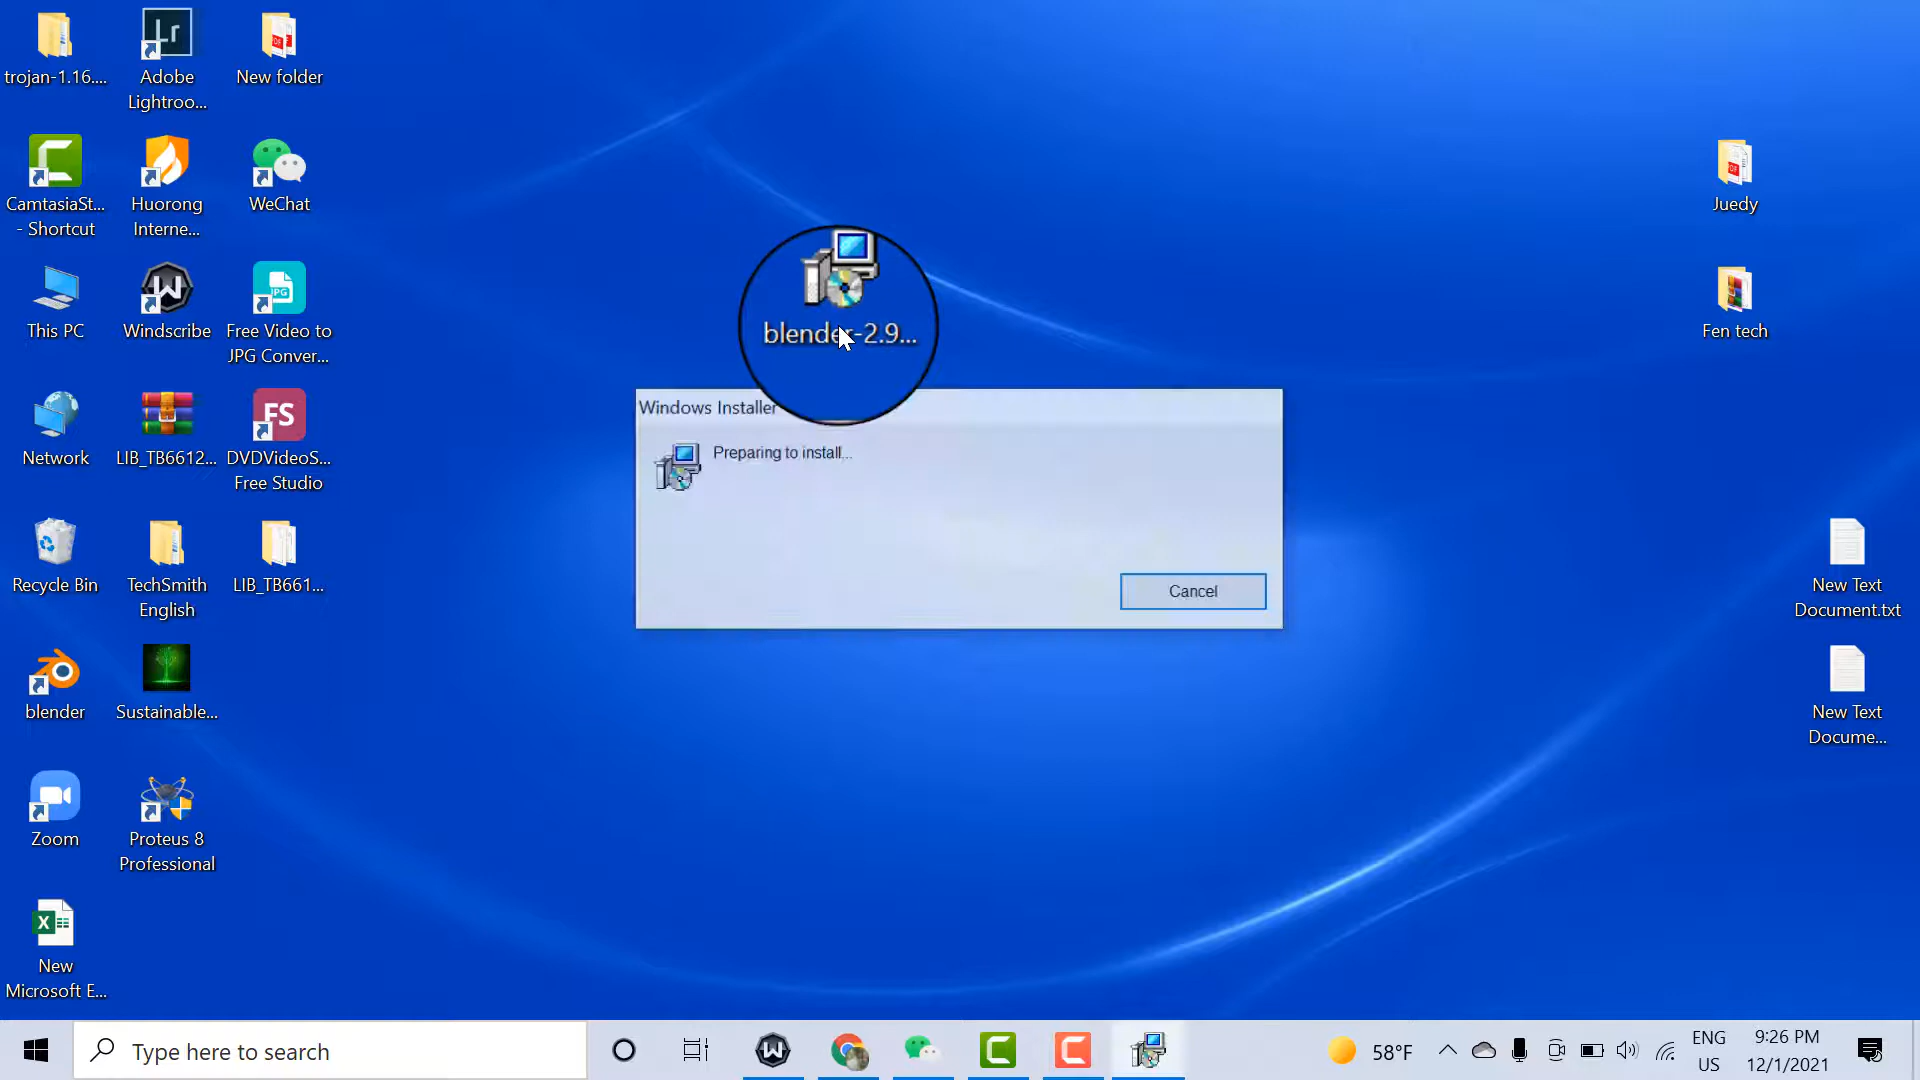 trojan-1.16....
Adobe
Lightroo...
New folder
CamtasiaSt...
- Shortcut
Huorong
Interne...
WeChat
This PC
Windscribe
Free Video to
JPG Conver...
Network
LIB_TB6612...
DVDVideoS...
Free Studio
Recycle Bin
TechSmith
English
LIB_TB661...
blender
Sustainable...
Zoom
Proteus 8
Professional
New
Microsoft E...
blender-2.9...
Windows Installer
Preparing to install...
Cancel
Juedy
Fen tech
New Text
Document.txt
New Text
Docume...
Type here to search
58°F
ENG
US
9:26 PM
12/1/2021
Lr
JPG
FS